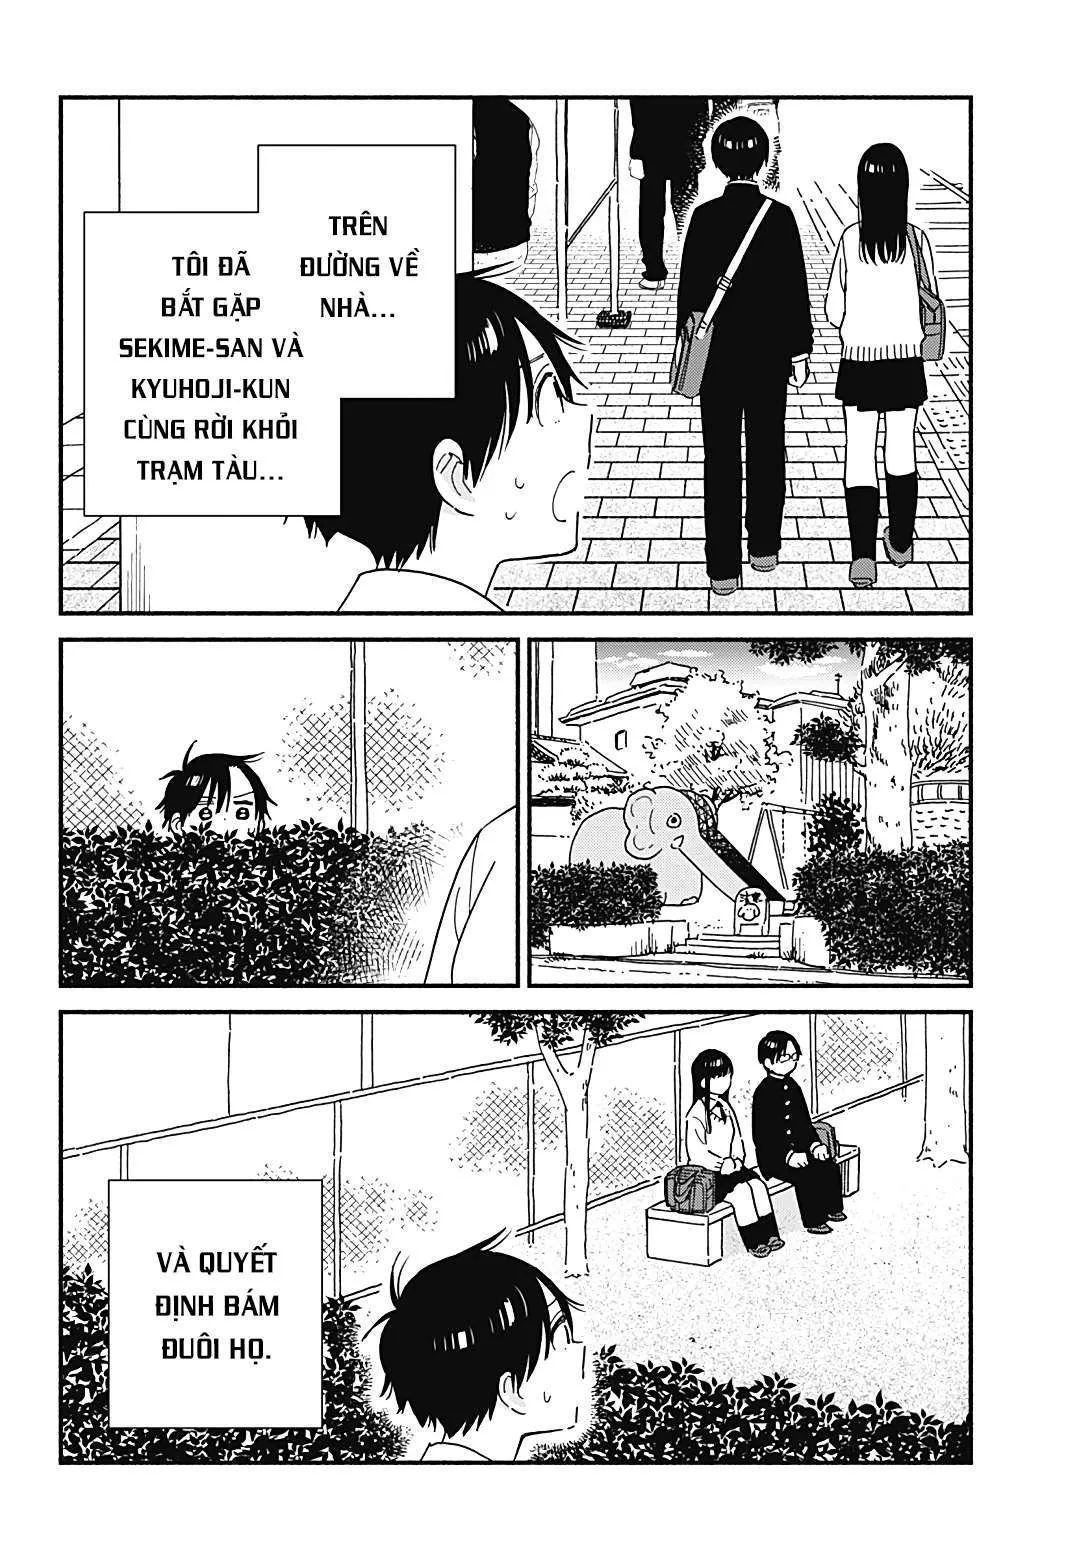 TRÊN
ĐƯỜNG VỀ
NHÀ...
TÔI ĐÃ
BẮT GẶP
SEKIME-SAN VÀ
KYUHOJI-KUN
CÙNG RỜI KHỎI
TRẠM TÀU...
VÀ QUYẾT
ĐỊNH BÁM
ĐUÔI HỌ.